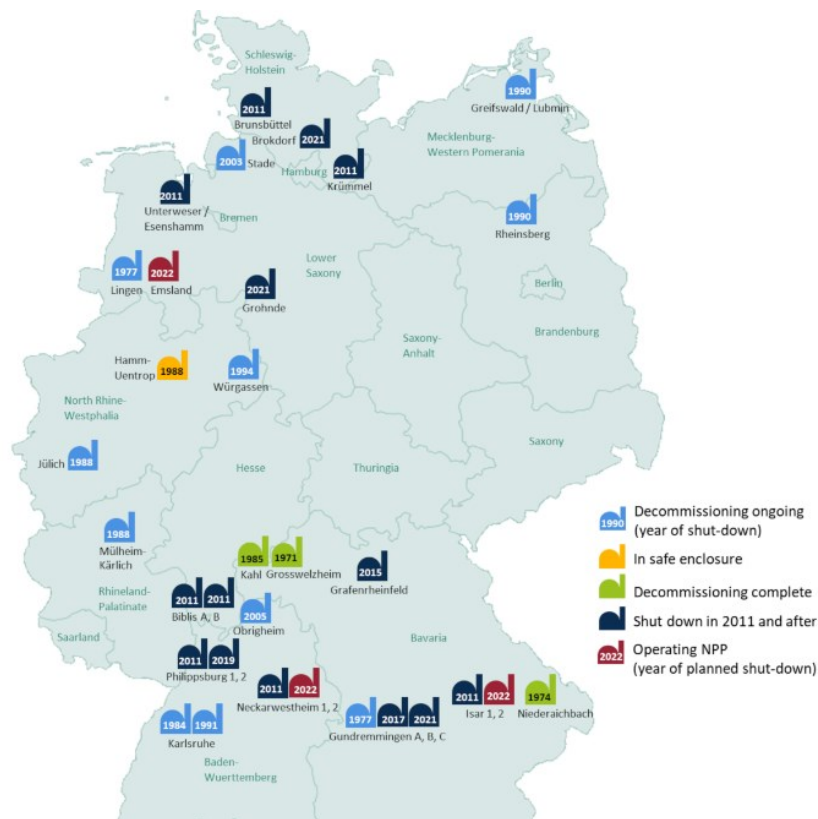 Schleswig-
Holstein
1990
Greifswald / Lubmin
2011
Brunsbüttel
Brokdorf
2021
Mecklenburg-
Western Pomerania
2003
Stade
Hamburg
2011
Krümmel
2011
Unterweser /
Esenshamm
Bremen
1990
Rheinsberg
Lower
Saxony
1977
2022
Lingen
Emsland
2021
Grohnde
Berlin
Brandenburg
Saxony-
Anhalt
Hamm-
Uentrop
1988
1994
Würgassen
North Rhine-
Westphalia
Saxony
Jülich
1988
Hesse
Thuringia
1988
Mülheim-
Kärlich
1985
1971
Kahl
Grosswelzheim
2015
Grafenrheinfeld
Rhineland-
Palatinate
2011
2011
Biblis A, B
2005
Obrigheim
Saarland
Bavaria
2011
2019
Philippsburg 1, 2
2011
2022
Neckarwestheim 1, 2
2011
2022
Isar 1, 2
1974
Niederaichbach
1984
1991
Karlsruhe
1977
2017
2021
Gundremmingen A, B, C
Baden-
Wuerttemberg
1990
Decommissioning ongoing
(year of shut-down)
In safe enclosure
Decommissioning complete
Shut down in 2011 and after
2022
Operating NPP
(year of planned shut-down)